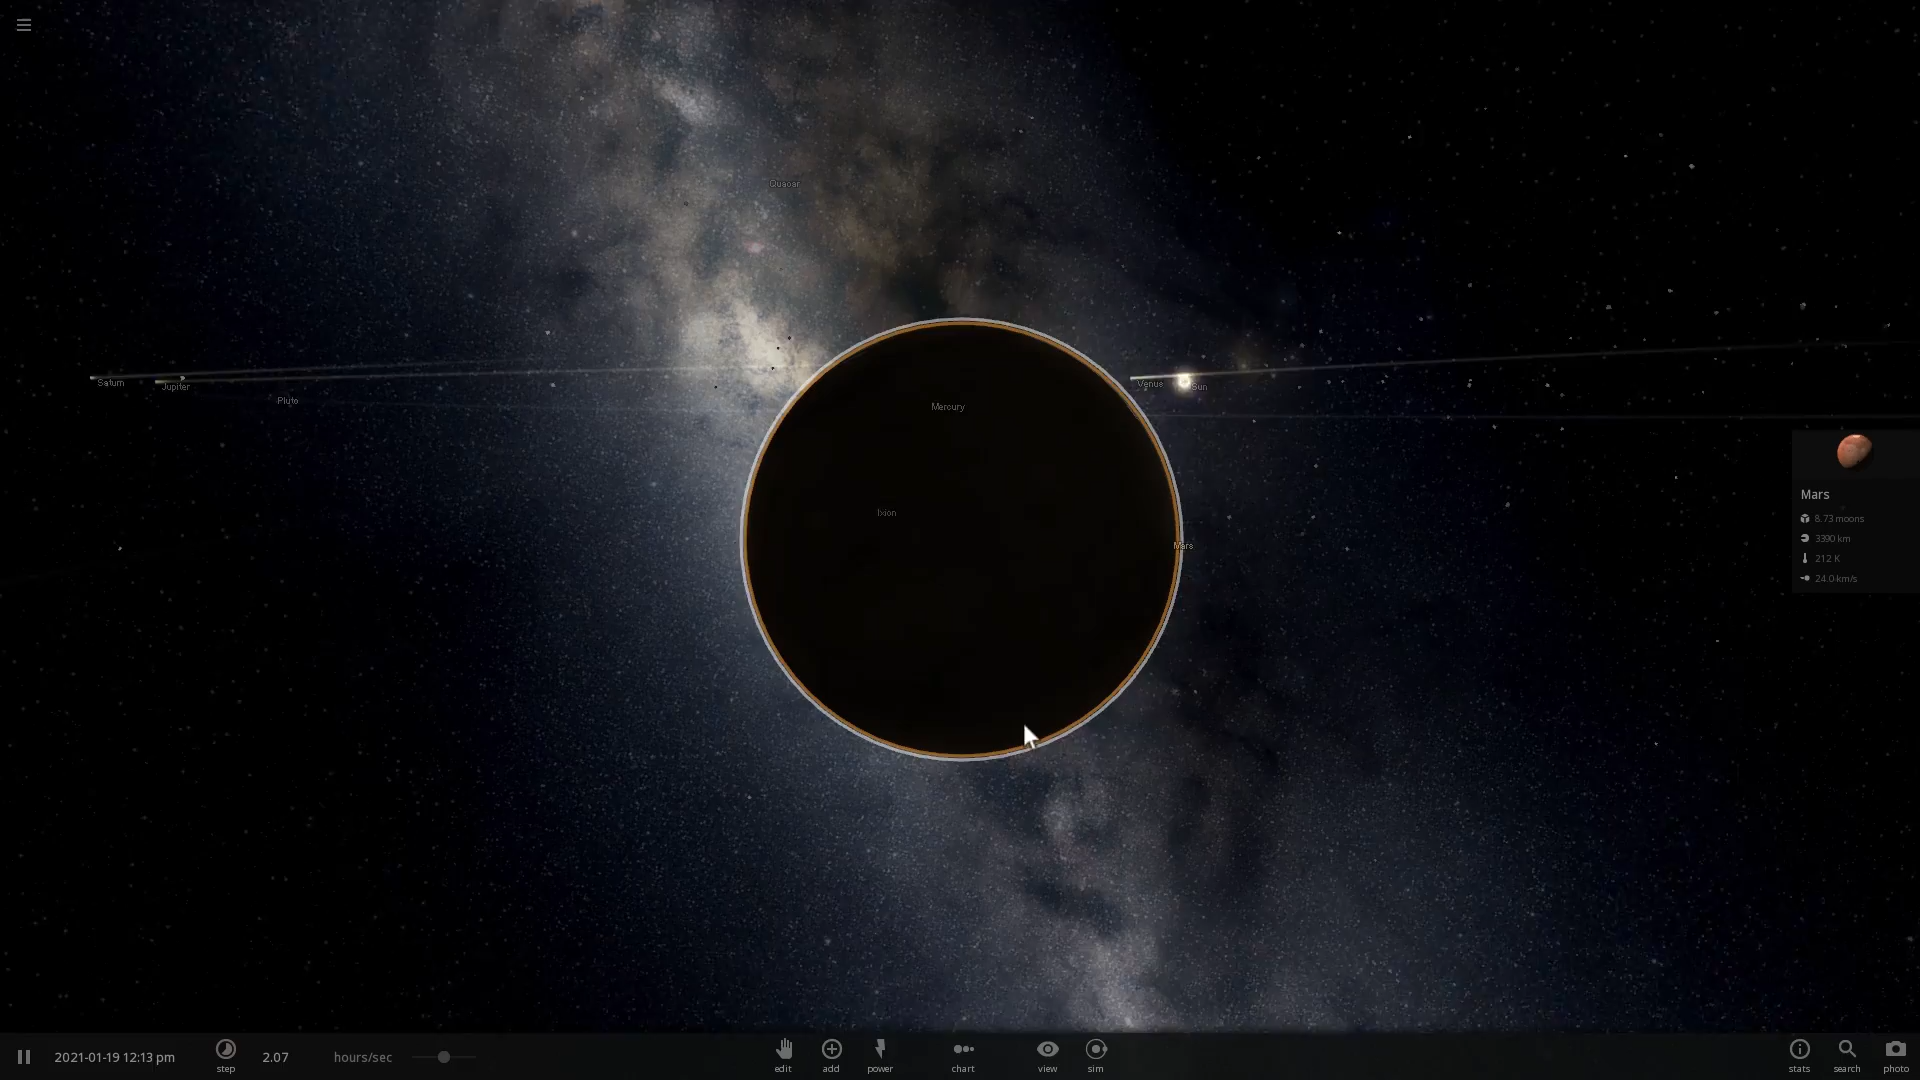 Quaoar
Saturn
Jupiter
Pluto
Venus
Sun
Mercury
Ixion
Mars
Mars
8.73 moons
3390 km
212 K
24.0 km/s
2021-01-19 12:13 pm
step
2.07
hours/sec
edit
add
power
chart
view
sim
stats
search
photo